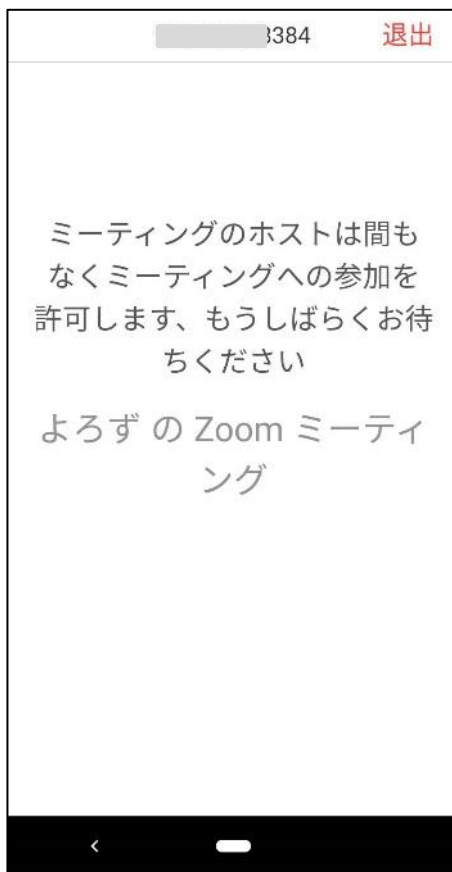 3384 退出
ミーティングのホストは間も
なくミーティングへの参加を
許可します、もうしばらくお待
ちください
よろず の Zoom ミーティ
ング